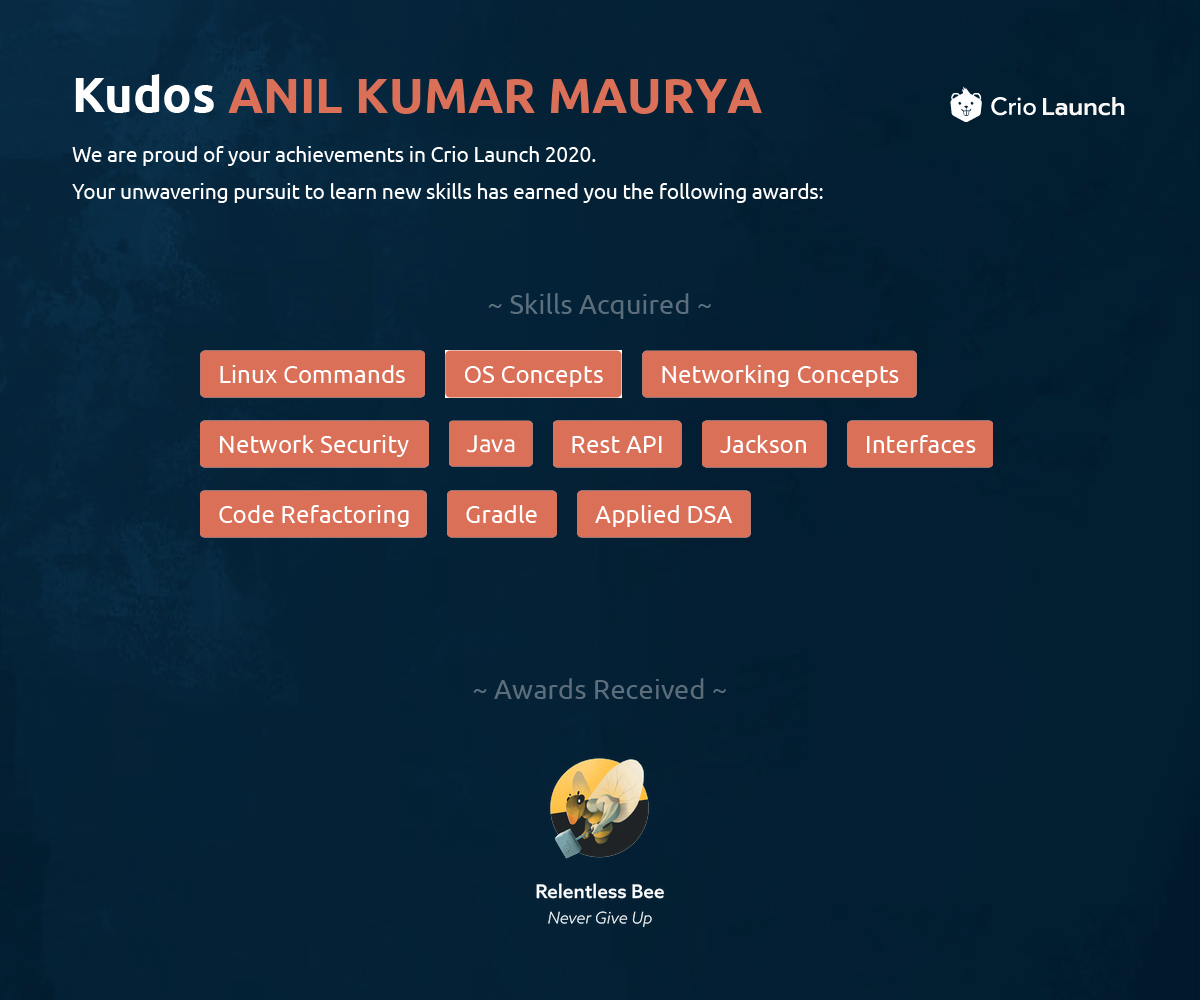 Kudos ANIL KUMAR MAURYA
Crio Launch
We are proud of your achievements in Crio Launch 2020.
Your unwavering pursuit to learn new skills has earned you the following awards:
~ Skills Acquired ~
Linux Commands OS Concepts Networking Concepts
Network Security Java Rest API Jackson Interfaces
Code Refactoring Gradle Applied DSA
~ Awards Received ~
Relentless Bee
Never Give Up